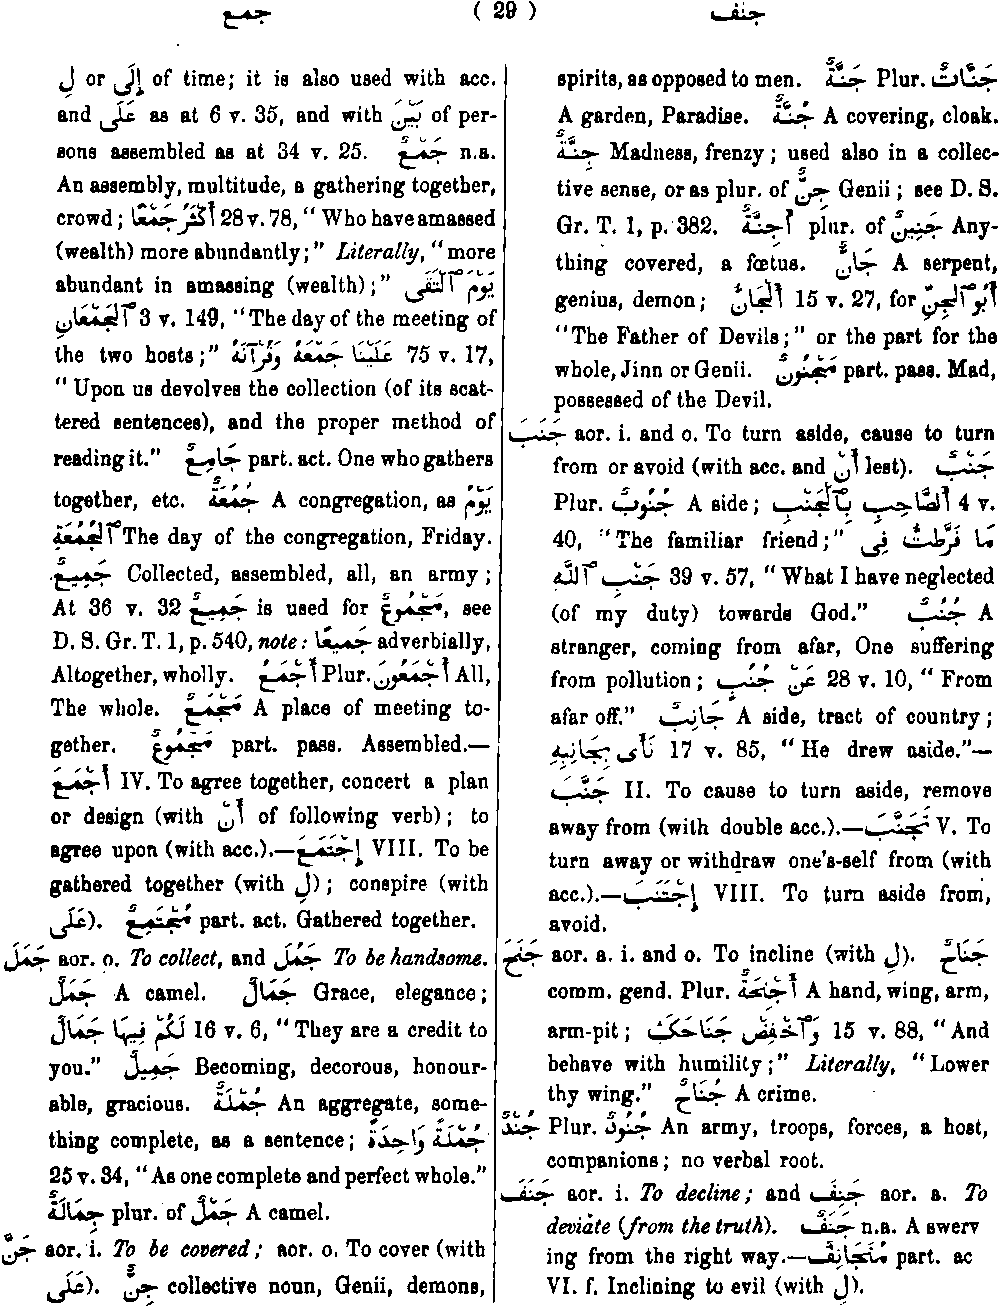 جمع ( 29 ) جنف
لِ or إِلَى of time; it is also used with acc.
and عَلَى as at 6 v. 35, and with بَيْنَ of per-
sons assembled as at 34 v. 25. جَمْعٌ n.a.
An assembly, multitude, a gathering together,
crowd; أَكْثَرُ جَمْعًا 28 v. 78, "Who have amassed
(wealth) more abundantly;" Literally, "more
abundant in amassing (wealth);" يَوْمَ ٱلْتَقَى
ٱلْجَمْعَانِ 3 v. 149, "The day of the meeting of
the two hosts;" عَلَيْنَا جَمْعَهُ وَقُرْآنَهُ 75 v. 17,
"Upon us devolves the collection (of its scat-
tered sentences), and the proper method of
reading it." جَامِعٌ part. act. One who gathers
together, etc. جُمُعَةٌ A congregation, as يَوْمُ
ٱلْجُمُعَةِ The day of the congregation, Friday.
جَمِيعٌ Collected, assembled, all, an army;
At 36 v. 32 جَمِيعٌ is used for مَجْمُوعٌ, see
D. S. Gr. T. 1, p. 540, note: جَمِيعًا adverbially,
Altogether, wholly. أَجْمَعُ Plur. أَجْمَعُونَ All,
The whole. مَجْمَعٌ A place of meeting to-
gether. مَجْمُوعٌ part. pass. Assembled.—
أَجْمَعَ IV. To agree together, concert a plan
or design (with أَنْ of following verb); to
agree upon (with acc.).—إِجْتَمَعَ VIII. To be
gathered together (with لِ); conspire (with
عَلَى). مُجْتَمِعٌ part. act. Gathered together.
جَمَلَ aor. o. To collect, and جَمُلَ To be handsome.
جَمَلٌ A camel. جَمَالٌ Grace, elegance;
لَكُمْ فِيهَا جَمَالٌ 16 v. 6, "They are a credit to
you." جَمِيلٌ Becoming, decorous, honour-
able, gracious. جُمْلَةٌ An aggregate, some-
thing complete, as a sentence; جُمْلَةً وَاحِدَةً
25 v. 34, "As one complete and perfect whole."
جِمَالَةٌ plur. of جَمَلٌ A camel.
جَنَّ aor. i. To be covered; aor. o. To cover (with
عَلَى). جِنٌّ collective noun, Genii, demons,
spirits, as opposed to men. جَنَّةٌ Plur. جَنَّاتٌ
A garden, Paradise. جُنَّةٌ A covering, cloak.
جِنَّةٌ Madness, frenzy; used also in a collec-
tive sense, or as plur. of جِنٌّ Genii; see D. S.
Gr. T. 1, p. 382. أَجِنَّةٌ plur. of جَنِينٌ Any-
thing covered, a fœtus. جَانٌّ A serpent,
genius, demon; أَلْجَانُّ 15 v. 27, for أَبُو ٱلْجِنِّ
"The Father of Devils;" or the part for the
whole, Jinn or Genii. مَجْنُونٌ part. pass. Mad,
possessed of the Devil.
جَنَبَ aor. i. and o. To turn aside, cause to turn
from or avoid (with acc. and أَنْ lest). جَنْبٌ
Plur. جُنُوبٌ A side; أَلصَّاحِبِ بِٱلْجَنْبِ 4 v.
40, "The familiar friend;" مَا فَرَّطْتُ فِى
جَنْبِ ٱللّٰهِ 39 v. 57, "What I have neglected
(of my duty) towards God." جُنُبٌ A
stranger, coming from afar, One suffering
from pollution; عَنْ جُنُبٍ 28 v. 10, "From
afar off." جَانِبٌ A side, tract of country;
نَأَى بِجَانِبِهِ 17 v. 85, "He drew aside."—
جَنَّبَ II. To cause to turn aside, remove
away from (with double acc.).—تَجَنَّبَ V. To
turn away or withdraw one's-self from (with
acc.).—إِجْتَنَبَ VIII. To turn aside from,
avoid.
جَنَحَ aor. a. i. and o. To incline (with لِ). جَنَاحٌ
comm. gend. Plur. أَجْنِحَةٌ A hand, wing, arm,
arm-pit; وَٱخْفِضْ جَنَاحَكَ 15 v. 88, "And
behave with humility;" Literally, "Lower
thy wing." جُنَاحٌ A crime.
جُنْدٌ Plur. جُنُودٌ An army, troops, forces, a host,
companions; no verbal root.
جَنَفَ aor. i. To decline; and جَنِفَ aor. a. To
deviate (from the truth). جَنَفٌ n.a. A swerv
ing from the right way.—مُتَجَانِفٌ part. ac
VI. f. Inclining to evil (with لِ).